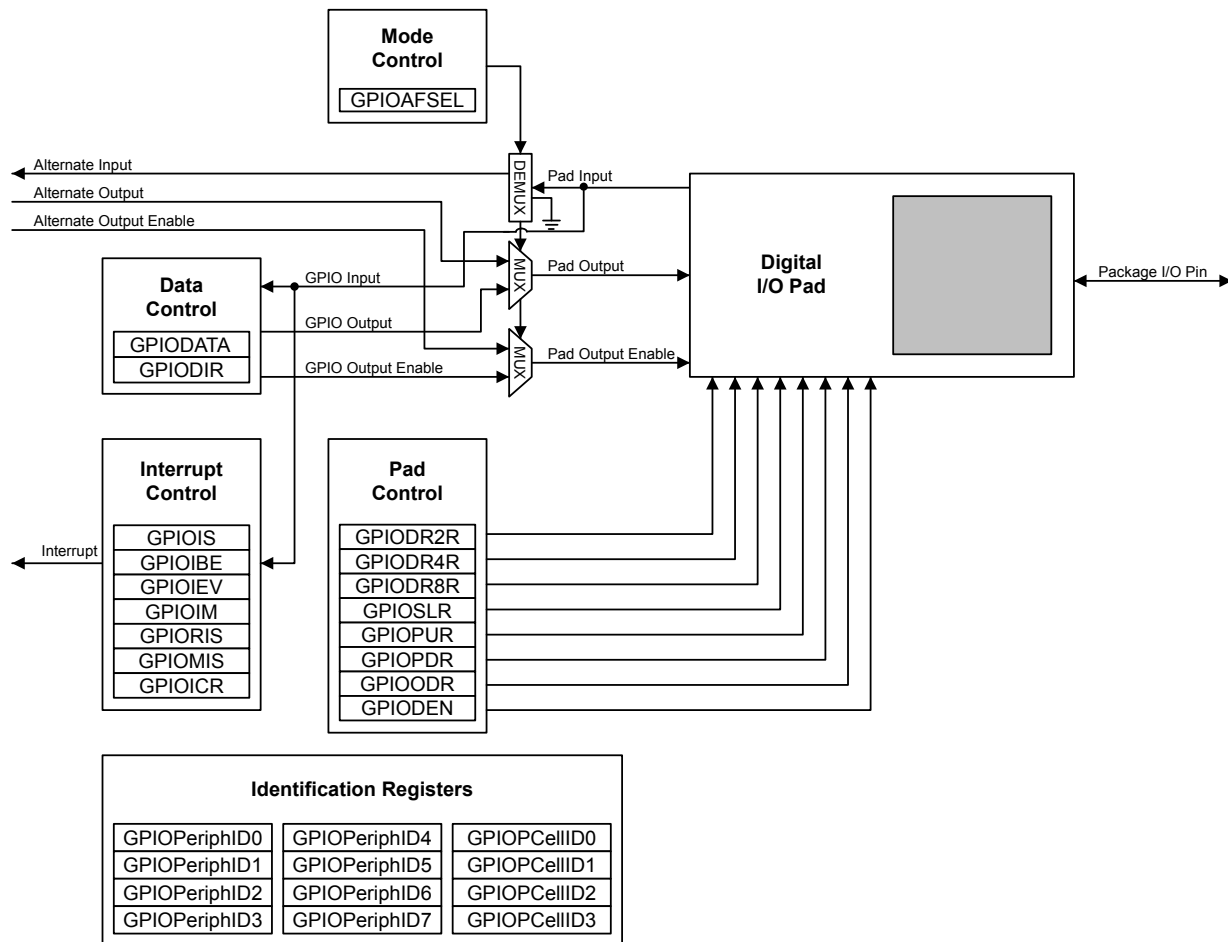 Mode
Control
GPIOAFSEL
Alternate Input
Alternate Output
Alternate Output Enable
DEMUX
Pad Input
MUX
Pad Output
MUX
Pad Output Enable
Digital
I/O Pad
Package I/O Pin
Data
Control
GPIODATA
GPIODIR
GPIO Input
GPIO Output
GPIO Output Enable
Interrupt
Control
GPIOIS
GPIOIBE
GPIOIEV
GPIOIM
GPIORIS
GPIOMIS
GPIOICR
Interrupt
Pad
Control
GPIODR2R
GPIODR4R
GPIODR8R
GPIOSLR
GPIOPUR
GPIOPDR
GPIOODR
GPIODEN
Identification Registers
GPIOPeriphID0
GPIOPeriphID1
GPIOPeriphID2
GPIOPeriphID3
GPIOPeriphID4
GPIOPeriphID5
GPIOPeriphID6
GPIOPeriphID7
GPIOPCellID0
GPIOPCellID1
GPIOPCellID2
GPIOPCellID3